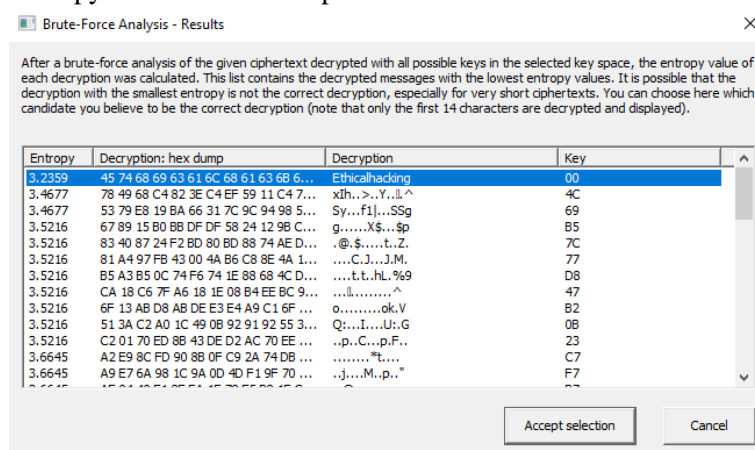 Brute-Force Analysis - Results
After a brute-force analysis of the given ciphertext decrypted with all possible keys in the selected key space, the entropy value of
each decryption was calculated. This list contains the decrypted messages with the lowest entropy values. It is possible that the
decryption with the smallest entropy is not the correct decryption, especially for very short ciphertexts. You can choose here which
candidate you believe to be the correct decryption (note that only the first 14 characters are decrypted and displayed).
Entropy Decryption: hex dump Decryption Key
3.2359 45 74 68 69 63 61 6C 68 61 63 6B 6... Ethicalhacking 00
3.4677 78 49 68 C4 82 3E C4 EF 59 11 C4 7... xIh..>..Y..^ 4C
3.4677 53 79 E8 19 BA 66 31 7C 9C 94 98 5... Sy...f1|...SSg 69
3.5216 67 89 15 B0 BB DF DF 58 24 12 9B C... g......X$...$p B5
3.5216 83 40 87 24 F2 BD 80 BD 88 74 AE D... .@.$.....t..Z. 7C
3.5216 81 A4 97 FB 43 00 4A B6 C8 8E 4A 1... ....C.J...J.M. 77
3.5216 B5 A3 B5 0C 74 F6 74 1E 88 68 4C D... ....t.t..hL.%9 D8
3.5216 CA 18 C6 7F A6 18 1E 08 B4 EE BC 9... ...........^ 47
3.5216 6F 13 AB D8 AB DE E3 E4 A9 C1 6F ... o.........ok.V B2
3.5216 51 3A C2 A0 1C 49 0B 92 91 92 55 3... Q:...I....U:.G 0B
3.5216 C2 01 70 ED 8B 43 DE D2 AC 70 EE ... ..p..C...p.F.. 23
3.6645 A2 E9 8C FD 90 8B 0F C9 2A 74 DB ... ........*t.... C7
3.6645 A9 E7 6A 98 1C 9A 0D 4D F1 9F 70 ... ..j....M..p.." F7
Accept selection Cancel